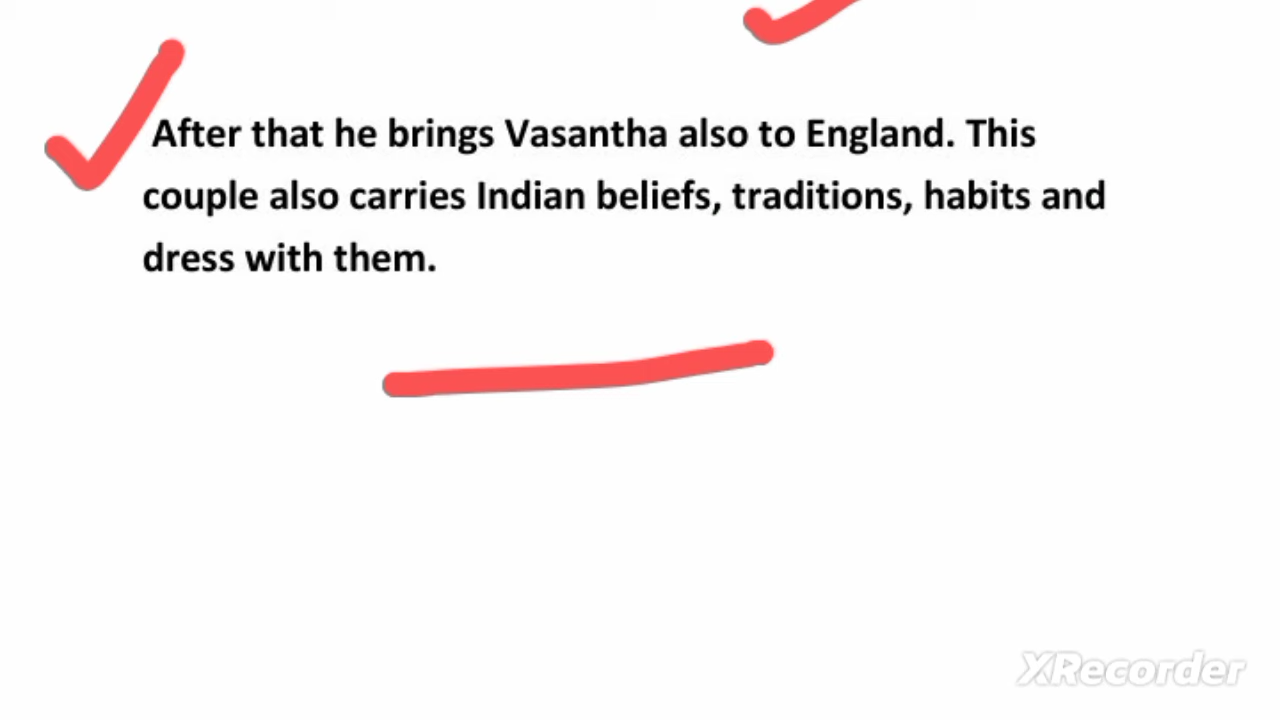 After that he brings Vasantha also to England. This
couple also carries Indian beliefs, traditions, habits and
dress with them.
XRecorder